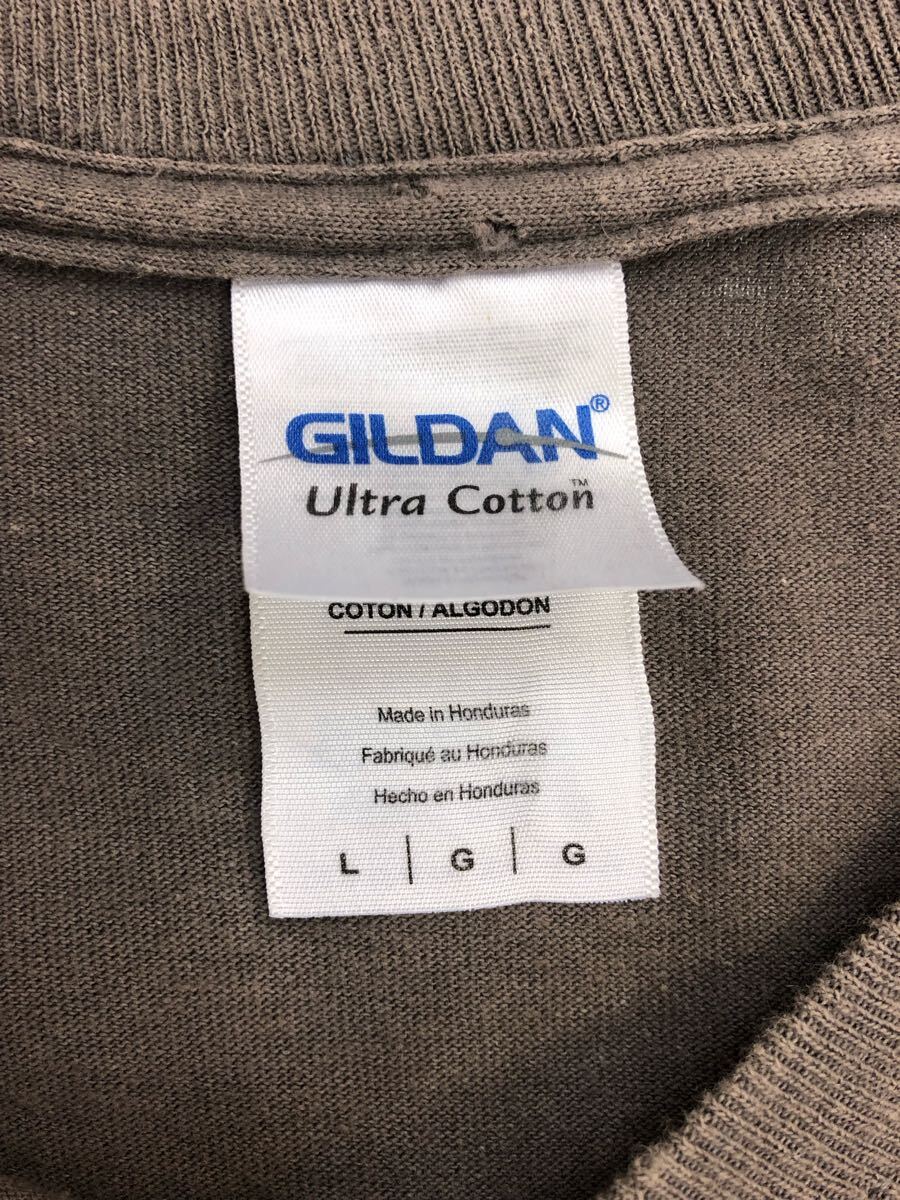 GILDAN®
Ultra Cotton™
COTON / ALGODON
Made in Honduras
Fabriqué au Honduras
Hecho en Honduras
L | G | G